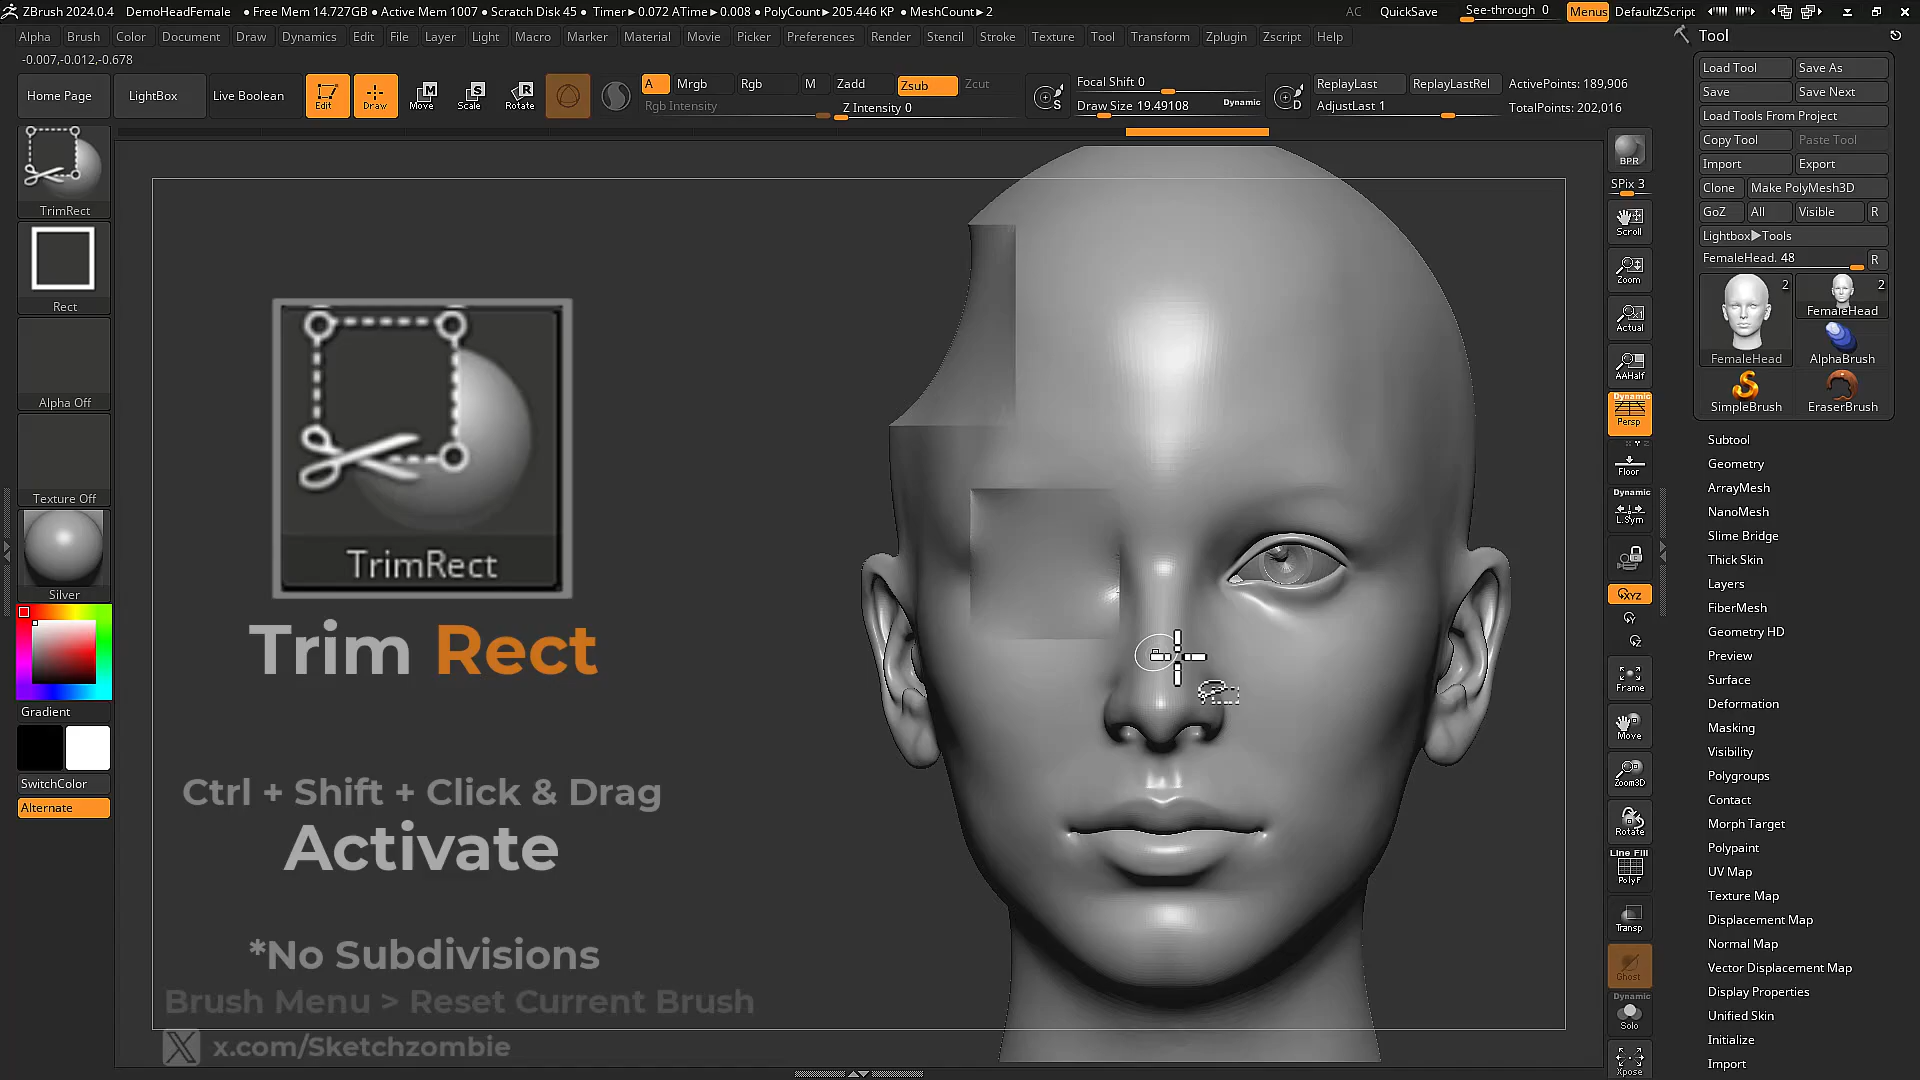 ZBrush 2024.0.4 DemoHeadFemale • Free Mem 14.727GB • Active Mem 1007 • Scratch Disk 45 • Timer▸0.072 ATime▸0.008 • PolyCount▸205.446 KP • MeshCount▸2 AC QuickSave See-through 0 Menus DefaultZScript
Alpha Brush Color Document Draw Dynamics Edit File Layer Light Macro Marker Material Movie Picker Preferences Render Stencil Stroke Texture Tool Transform Zplugin Zscript Help
-0.007,-0.012,-0.678
Home Page LightBox Live Boolean Edit Draw Move Scale Rotate
A Mrgb Rgb M Zadd Zsub Zcut
Rgb Intensity Z Intensity 0
S Focal Shift 0
Draw Size 19.49108 Dynamic
D ReplayLast ReplayLastRel
AdjustLast 1
ActivePoints: 189,906
TotalPoints: 202,016
TrimRect
Rect
Alpha Off
Texture Off
Silver
Gradient
SwitchColor
Alternate
TrimRect
Trim Rect
Ctrl + Shift + Click & Drag
Activate
*No Subdivisions
Brush Menu > Reset Current Brush
x.com/Sketchzombie
BPR
SPix 3
Scroll
Zoom
Actual
AAHalf
Dynamic
Persp
Floor
Dynamic
L.Sym
XYZ
Y
Z
Frame
Move
Zoom3D
Rotate
Line Fill
PolyF
Transp
Ghost
Dynamic
Solo
Xpose
Tool
Load Tool Save As
Save Save Next
Load Tools From Project
Copy Tool Paste Tool
Import Export
Clone Make PolyMesh3D
GoZ All Visible R
Lightbox▶Tools
FemaleHead. 48 R
2 2
FemaleHead
FemaleHead AlphaBrush
SimpleBrush EraserBrush
Subtool
Geometry
ArrayMesh
NanoMesh
Slime Bridge
Thick Skin
Layers
FiberMesh
Geometry HD
Preview
Surface
Deformation
Masking
Visibility
Polygroups
Contact
Morph Target
Polypaint
UV Map
Texture Map
Displacement Map
Normal Map
Vector Displacement Map
Display Properties
Unified Skin
Initialize
Import